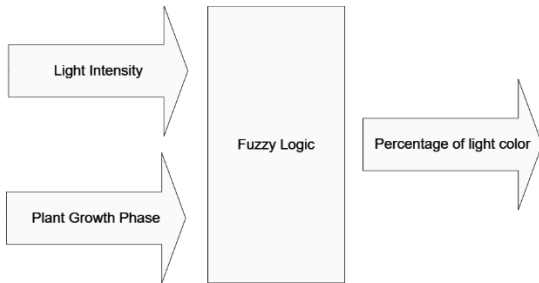 Light Intensity
Fuzzy Logic
Percentage of light color
Plant Growth Phase